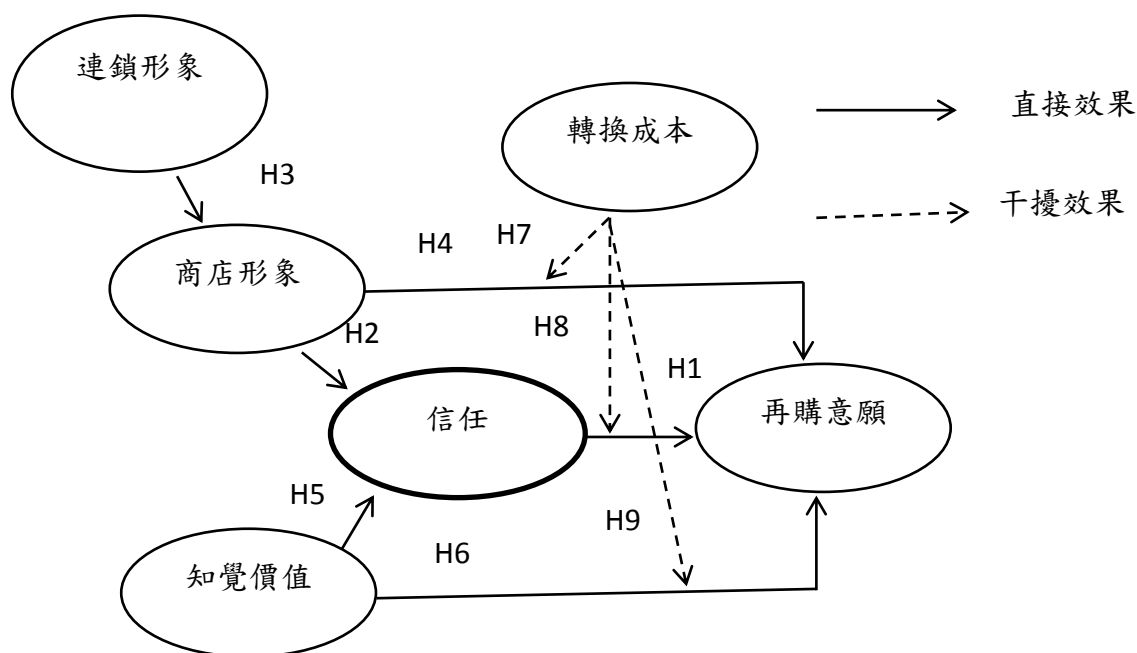 連鎖形象
轉換成本
直接效果
H3
干擾效果
H4
H7
商店形象
H2
H8
H1
信任
再購意願
H5
H9
H6
知覺價值